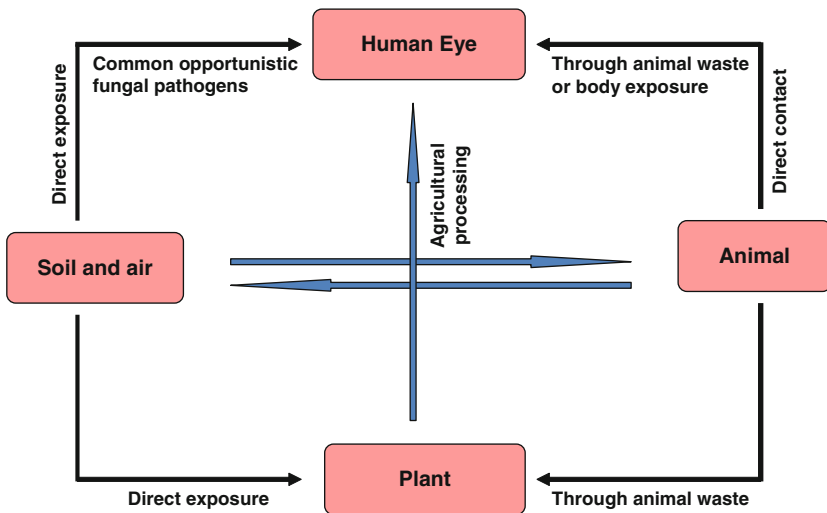 Human Eye
Common opportunistic
fungal pathogens
Through animal waste
or body exposure
Direct exposure
Direct contact
Agricultural
processing
Soil and air
Animal
Plant
Direct exposure
Through animal waste